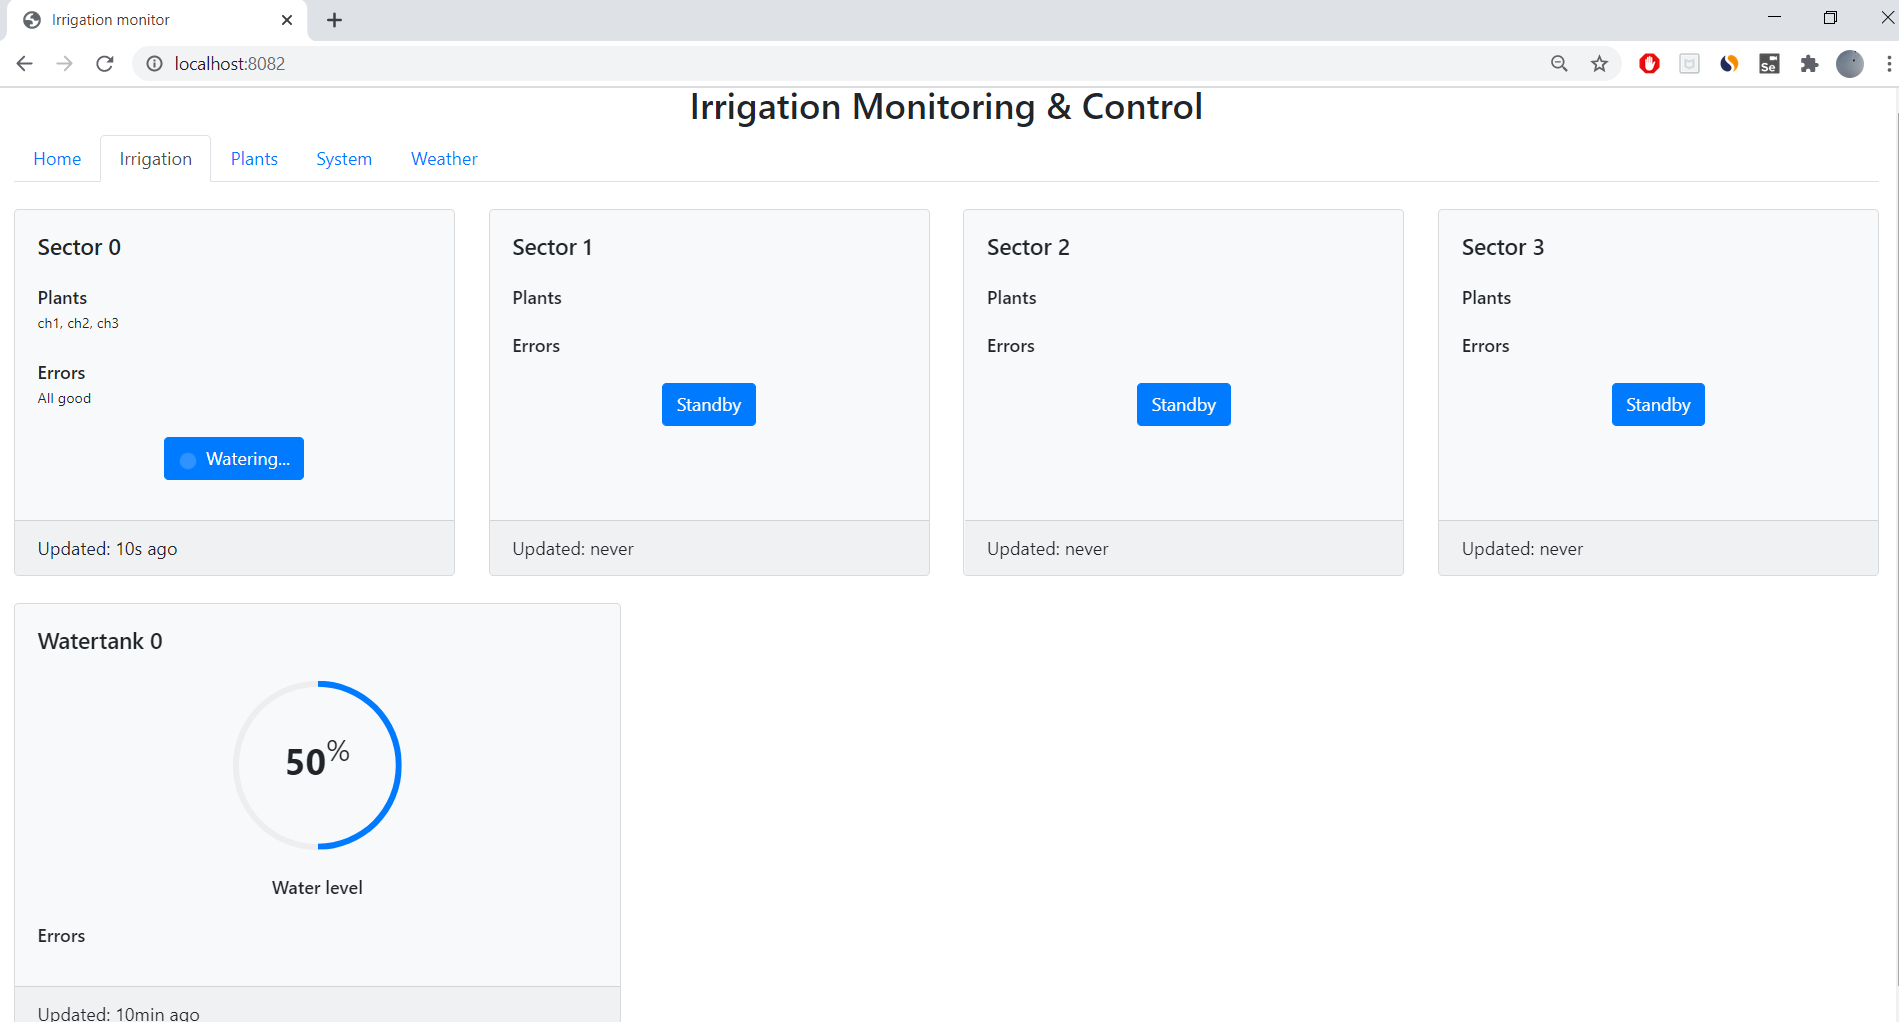 Irrigation monitor
localhost:8082
Se
Irrigation Monitoring & Control
Home Irrigation Plants System Weather
Sector 0
Plants
ch1, ch2, ch3
Errors
All good
Watering...
Updated: 10s ago
Sector 1
Plants
Errors
Standby
Updated: never
Sector 2
Plants
Errors
Standby
Updated: never
Sector 3
Plants
Errors
Standby
Updated: never
Watertank 0
50%
Water level
Errors
Updated: 10min ago